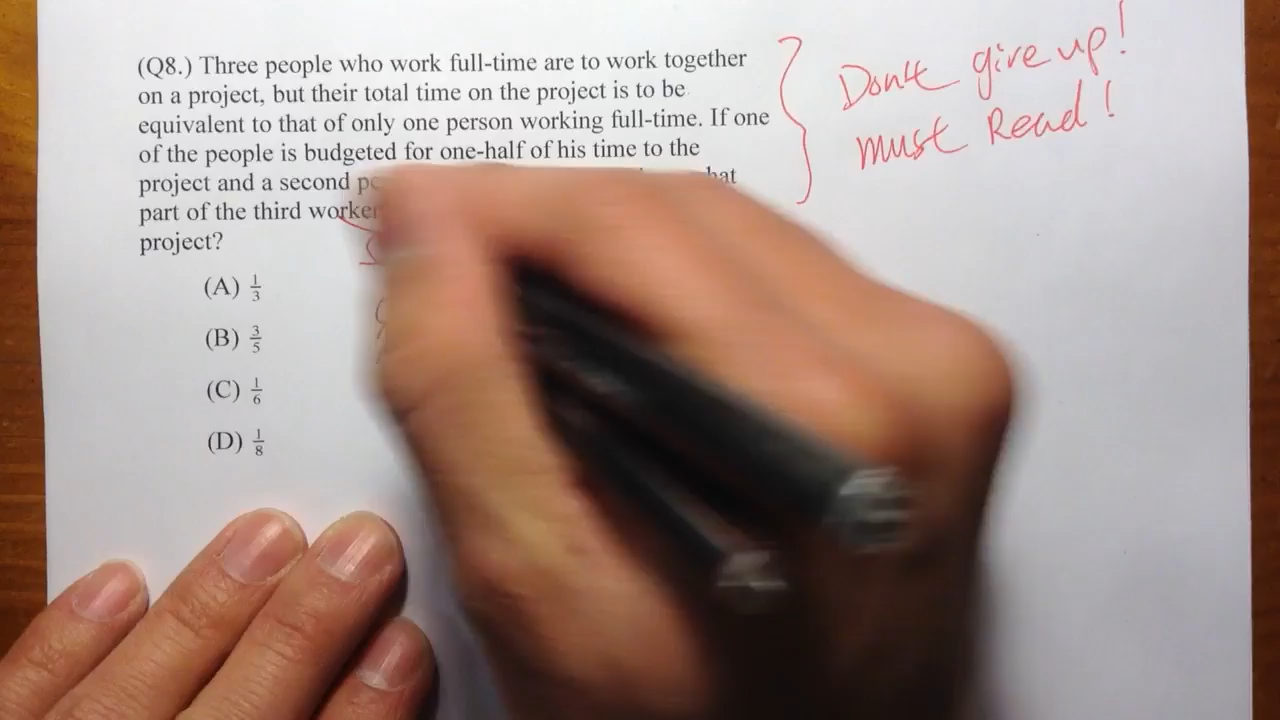 (Q8.) Three people who work full-time are to work together
on a project, but their total time on the project is to be
equivalent to that of only one person working full-time. If one
of the people is budgeted for one-half of his time to the
project and a second
part of the third worker
project?
(A) 1/3
(B) 3/5
(C) 1/6
(D) 1/8
Don't give up!
must Read!